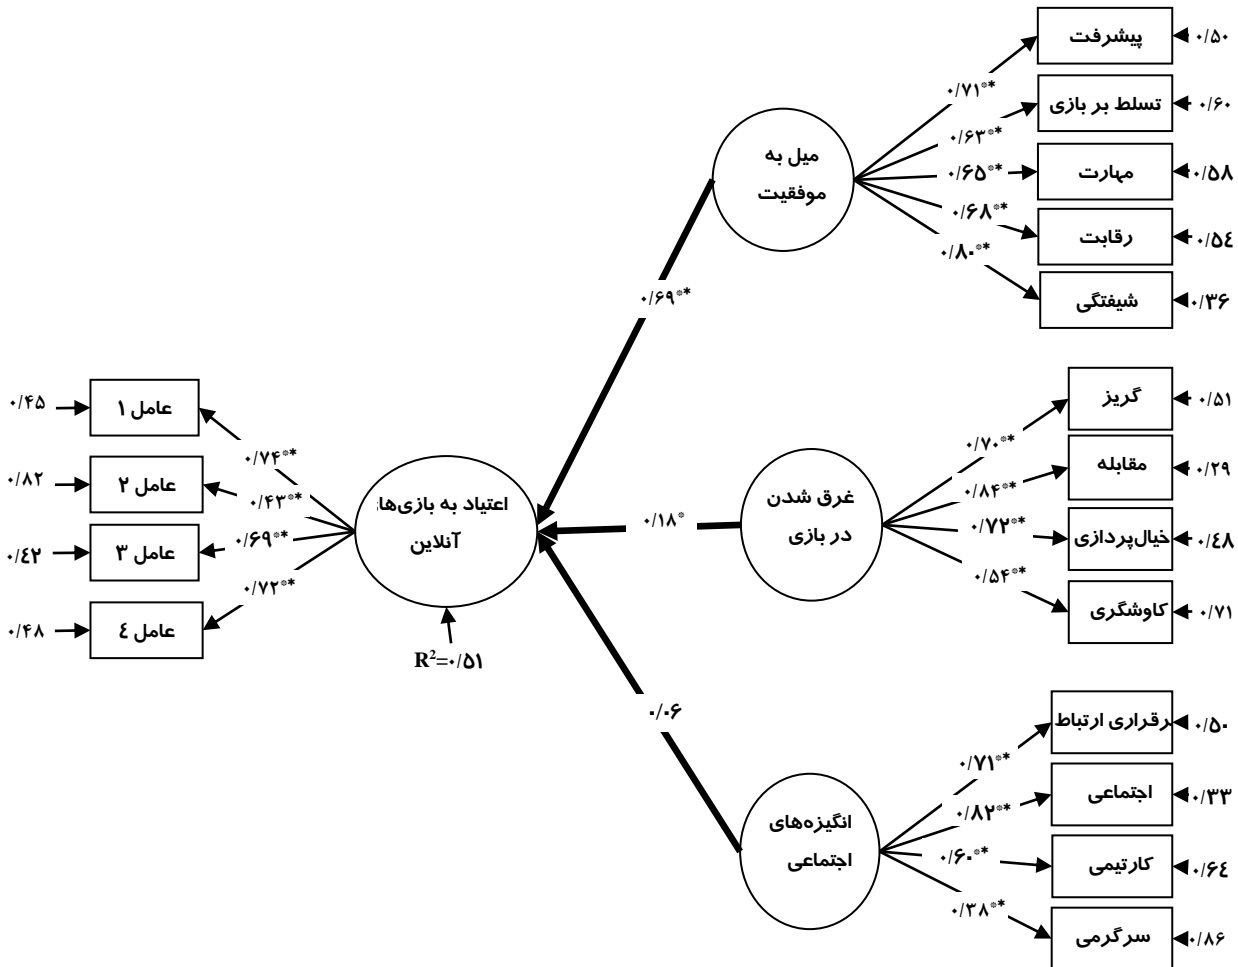 پیشرفت
۰/۵۰
۰/۷۱**
تسلط بر بازی
۰/۶۰
۰/۶۳**
میل به
موفقیت
مهارت
۰/۵۸
۰/۶۵**
رقابت
۰/۵٤
۰/۶۸**
شیفتگی
۰/۳۶
۰/۸۰**
۰/۶۹**
گریز
۰/۵۱
۰/۷۰**
مقابله
۰/۲۹
۰/۸۴**
غرق شدن
در بازی
خیال‌پردازی
۰/٤۸
۰/۷۲**
کاوشگری
۰/۷۱
۰/۵۴**
۰/۱۸*
عامل ۱
۰/۴۵
۰/۷۴**
عامل ۲
۰/۸۲
۰/۴۳**
اعتیاد به بازی‌های
آنلاین
عامل ۳
۰/٤۲
۰/۶۹**
عامل ٤
۰/۴۸
۰/۷۲**
R²=۰/۵۱
۰/۰۶
برقراری ارتباط
۰/۵۰
۰/۷۱**
اجتماعی
۰/۳۳
۰/۸۲**
انگیزه‌های
اجتماعی
کارتیمی
۰/۶٤
۰/۶۰**
سرگرمی
۰/۸۶
۰/۳۸**